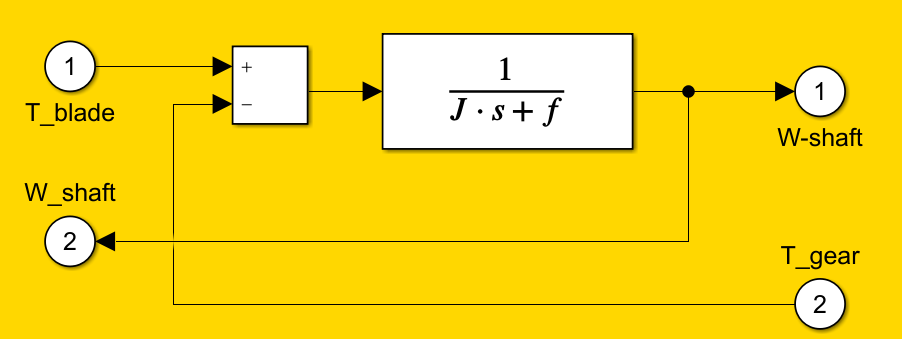 1
T_blade
+
−
1
J · s + f
1
W-shaft
W_shaft
2
T_gear
2